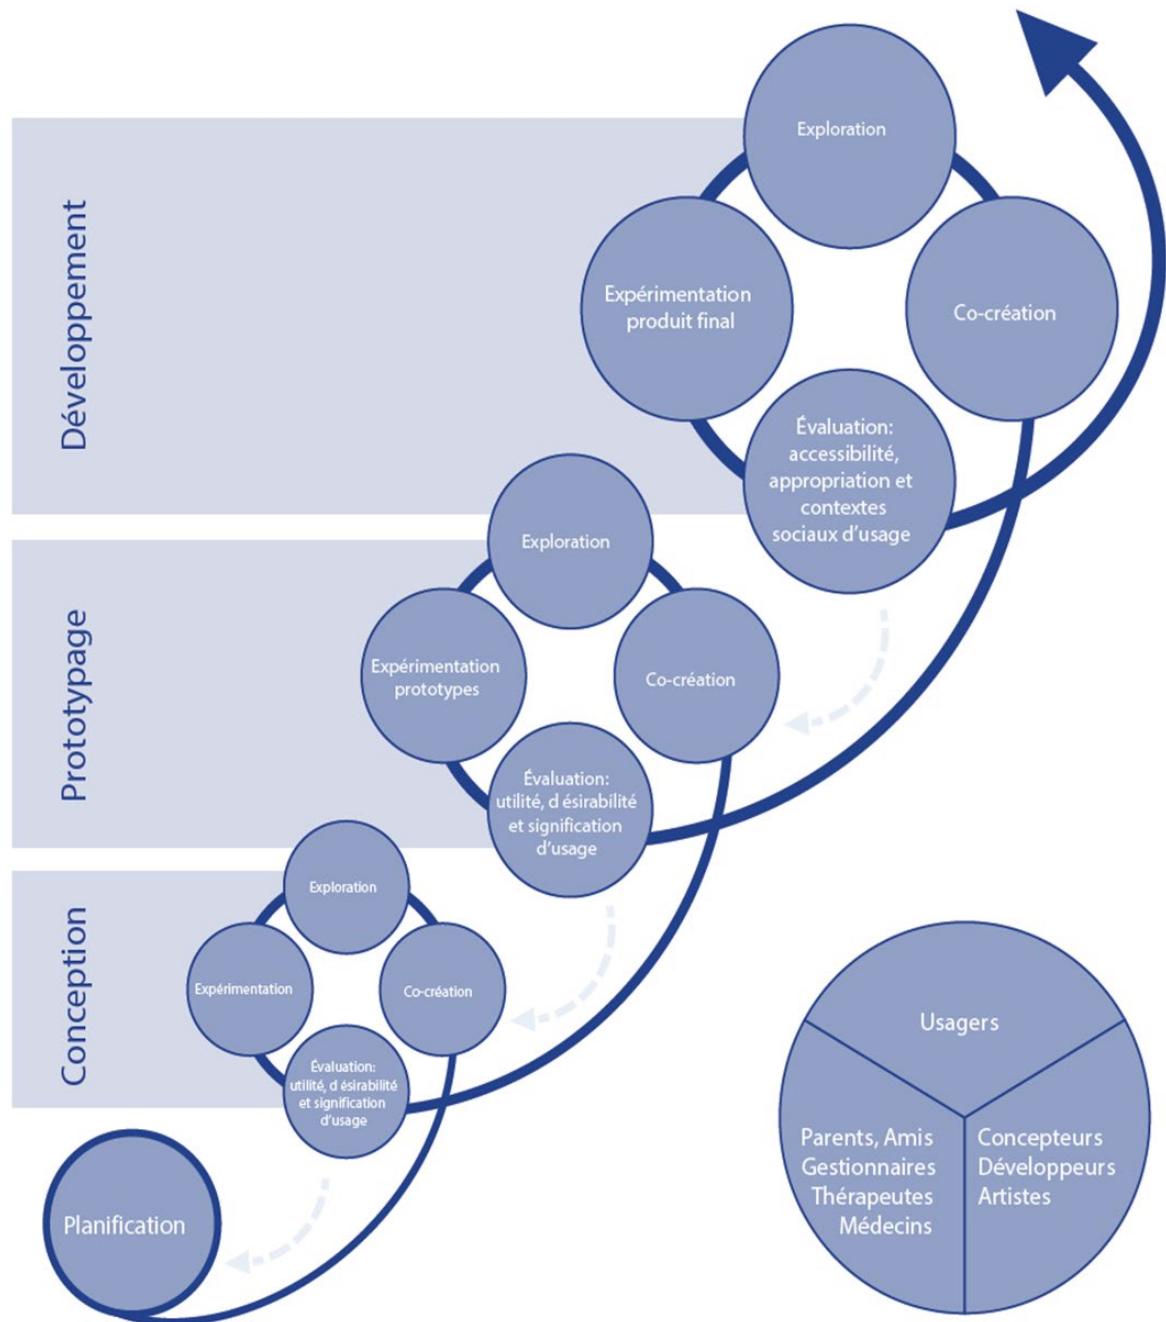 Développement
Exploration
Expérimentation
produit final
Co-création
Évaluation:
accessibilité,
appropriation et
contextes
sociaux d'usage
Prototypage
Exploration
Expérimentation
prototypes
Co-création
Évaluation:
utilité, d ésirabilité
et signification
d'usage
Conception
Exploration
Expérimentation
Co-création
Évaluation:
utilité, d ésirabilité
et signification
d'usage
Planification
Usagers
Parents, Amis
Gestionnaires
Thérapeutes
Médecins
Concepteurs
Développeurs
Artistes